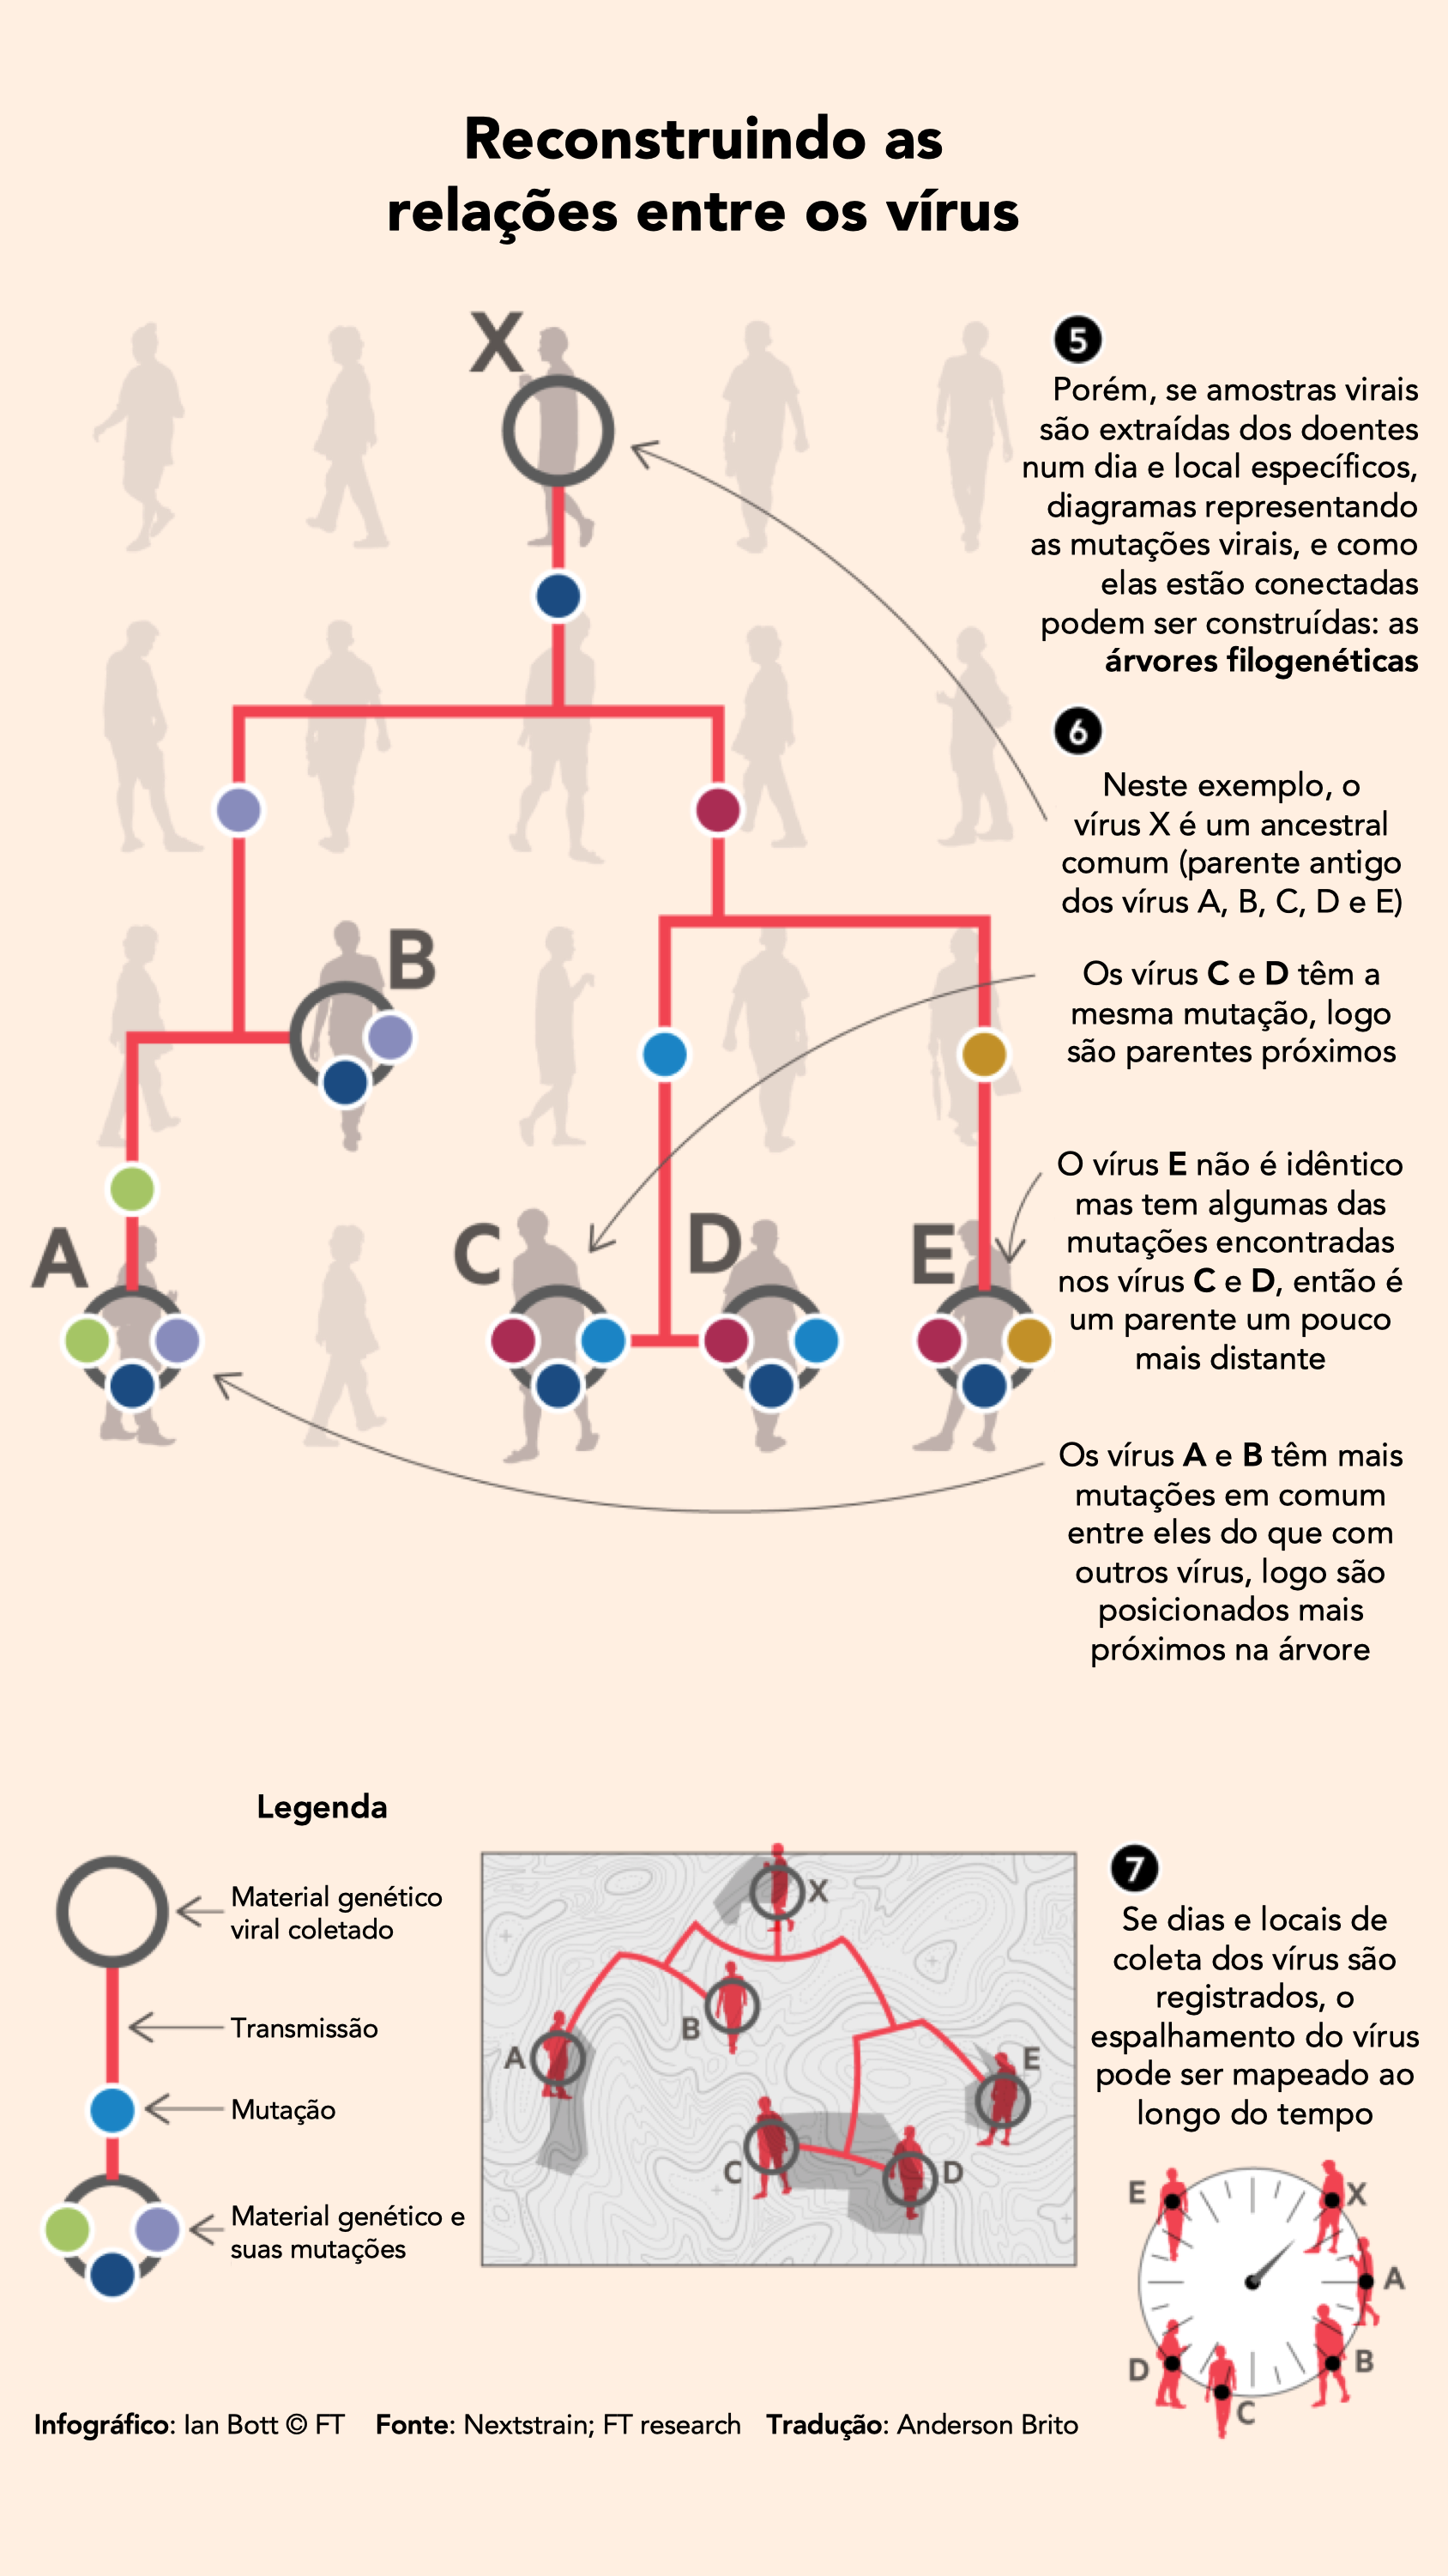 Reconstruindo as
relações entre os vírus
X
5
Porém, se amostras virais
são extraídas dos doentes
num dia e local específicos,
diagramas representando
as mutações virais, e como
elas estão conectadas
podem ser construídas: as
árvores filogenéticas
6
Neste exemplo, o
vírus X é um ancestral
comum (parente antigo
dos vírus A, B, C, D e E)
B
Os vírus C e D têm a
mesma mutação, logo
são parentes próximos
A
C
D
E
O vírus E não é idêntico
mas tem algumas das
mutações encontradas
nos vírus C e D, então é
um parente um pouco
mais distante
Os vírus A e B têm mais
mutações em comum
entre eles do que com
outros vírus, logo são
posicionados mais
próximos na árvore
Legenda
Material genético
viral coletado
Transmissão
Mutação
Material genético e
suas mutações
X
B
A
E
C
D
7
Se dias e locais de
coleta dos vírus são
registrados, o
espalhamento do vírus
pode ser mapeado ao
longo do tempo
E
X
A
D
B
C
Infográfico: Ian Bott © FT Fonte: Nextstrain; FT research Tradução: Anderson Brito